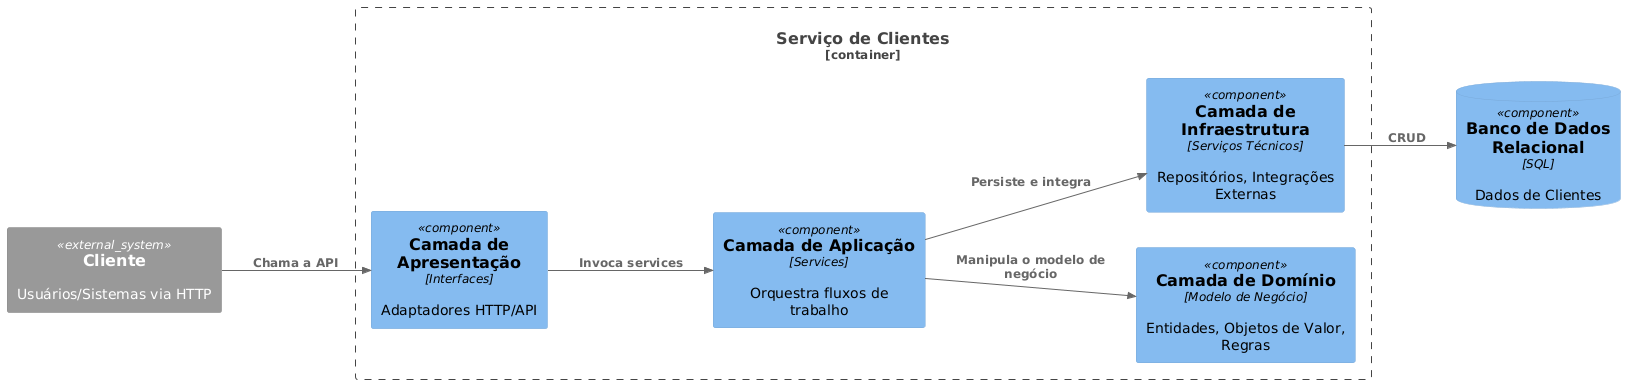 Serviço de Clientes
[container]
«external_system»
Cliente
Usuários/Sistemas via HTTP
Chama a API
«component»
Camada de
Apresentação
[Interfaces]
Adaptadores HTTP/API
Invoca services
«component»
Camada de Aplicação
[Services]
Orquestra fluxos de
trabalho
Persiste e integra
Manipula o modelo de
negócio
«component»
Camada de
Infraestrutura
[Serviços Técnicos]
Repositórios, Integrações
Externas
«component»
Camada de Domínio
[Modelo de Negócio]
Entidades, Objetos de Valor,
Regras
CRUD
«component»
Banco de Dados
Relacional
[SQL]
Dados de Clientes